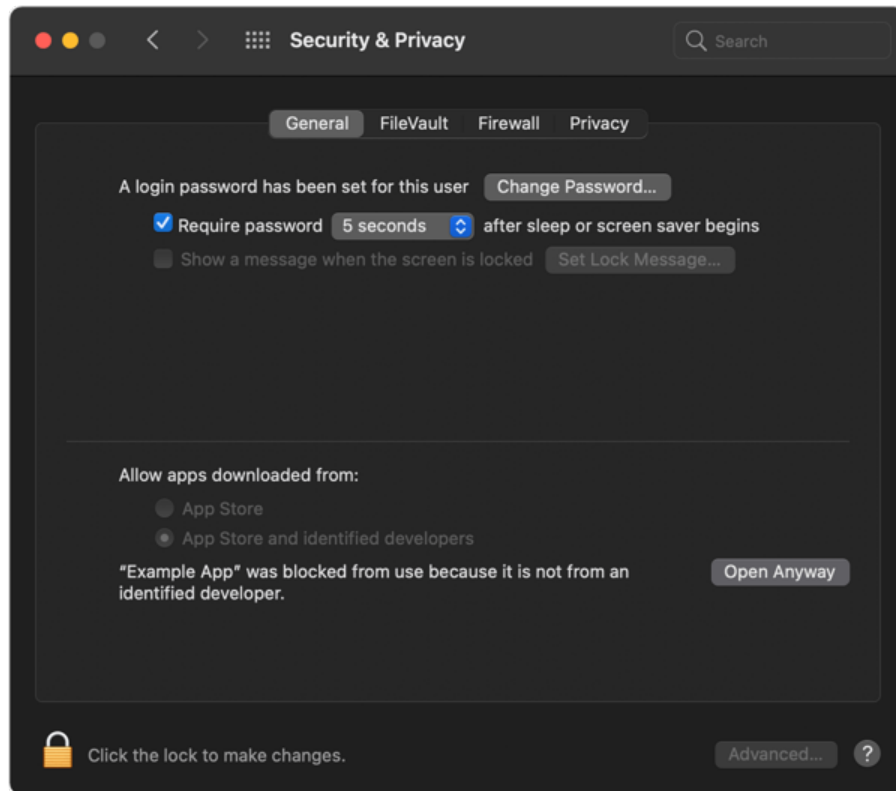 Security & Privacy
Search
General FileVault Firewall Privacy
A login password has been set for this user Change Password...
Require password 5 seconds after sleep or screen saver begins
Show a message when the screen is locked Set Lock Message...
Allow apps downloaded from:
App Store
App Store and identified developers
“Example App” was blocked from use because it is not from an
identified developer.
Open Anyway
Click the lock to make changes.
Advanced...
?